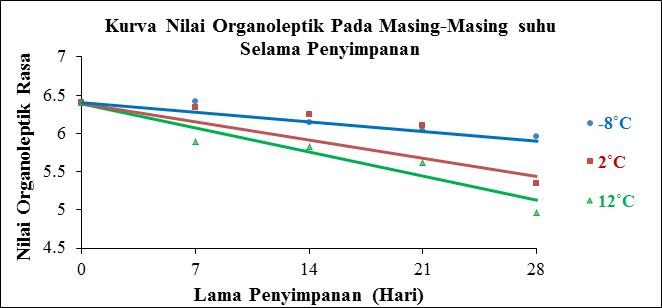 Kurva Nilai Organoleptik Pada Masing-Masing suhu
Selama Penyimpanan
Nilai Organoleptik Rasa
7
6.5
6
5.5
5
4.5
0 7 14 21 28
Lama Penyimpanan (Hari)
-8˚C
2˚C
12˚C